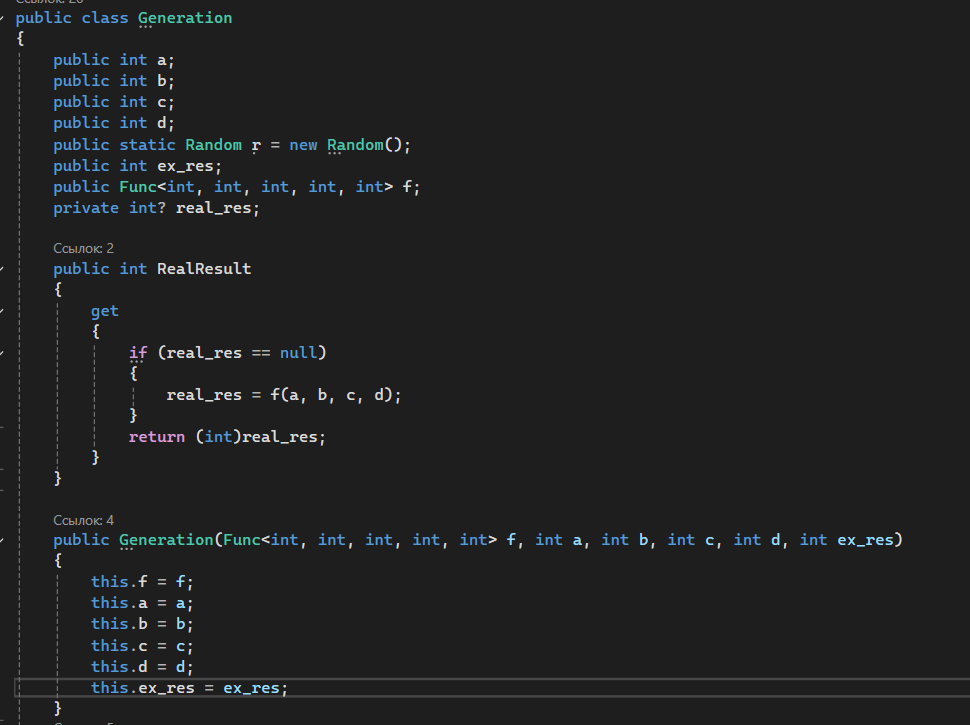 Ссылок: 20
public class Generation
{
public int a;
public int b;
public int c;
public int d;
public static Random r = new Random();
public int ex_res;
public Func<int, int, int, int, int> f;
private int? real_res;
Ссылок: 2
public int RealResult
{
get
{
if (real_res == null)
{
real_res = f(a, b, c, d);
}
return (int)real_res;
}
}
Ссылок: 4
public Generation(Func<int, int, int, int, int> f, int a, int b, int c, int d, int ex_res)
{
this.f = f;
this.a = a;
this.b = b;
this.c = c;
this.d = d;
this.ex_res = ex_res;
}